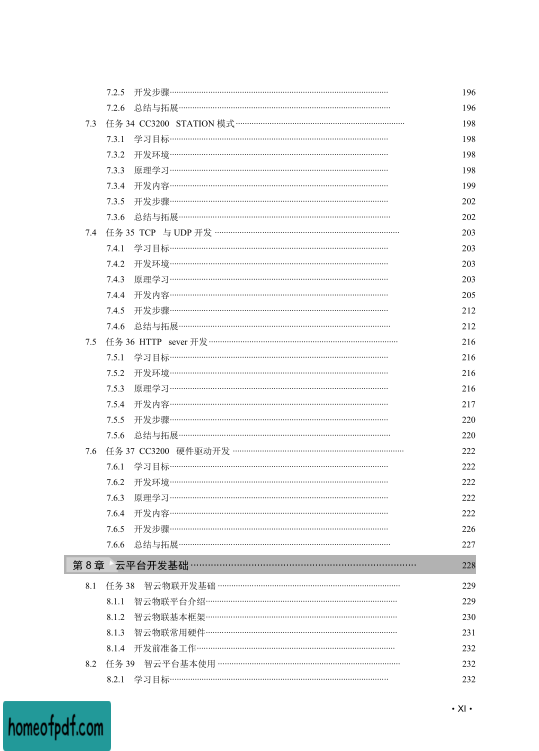 7.2.5 开发步骤………………………………………… 196
7.2.6 总结与拓展………………………………………… 196
7.3 任务 34 CC3200 STATION 模式………………………………… 198
7.3.1 学习目标………………………………………… 198
7.3.2 开发环境………………………………………… 198
7.3.3 原理学习………………………………………… 198
7.3.4 开发内容………………………………………… 199
7.3.5 开发步骤………………………………………… 202
7.3.6 总结与拓展………………………………………… 202
7.4 任务 35 TCP 与 UDP 开发………………………………… 203
7.4.1 学习目标………………………………………… 203
7.4.2 开发环境………………………………………… 203
7.4.3 原理学习………………………………………… 203
7.4.4 开发内容………………………………………… 205
7.4.5 开发步骤………………………………………… 212
7.4.6 总结与拓展………………………………………… 212
7.5 任务 36 HTTP sever 开发………………………………… 216
7.5.1 学习目标………………………………………… 216
7.5.2 开发环境………………………………………… 216
7.5.3 原理学习………………………………………… 216
7.5.4 开发内容………………………………………… 217
7.5.5 开发步骤………………………………………… 220
7.5.6 总结与拓展………………………………………… 220
7.6 任务 37 CC3200 硬件驱动开发………………………………… 222
7.6.1 学习目标………………………………………… 222
7.6.2 开发环境………………………………………… 222
7.6.3 原理学习………………………………………… 222
7.6.4 开发内容………………………………………… 222
7.6.5 开发步骤………………………………………… 226
7.6.6 总结与拓展………………………………………… 227
第 8 章 云平台开发基础………………………………………… 228
8.1 任务 38 智云物联开发基础………………………………… 229
8.1.1 智云物联平台介绍………………………………… 229
8.1.2 智云物联基本框架………………………………… 230
8.1.3 智云物联常用硬件………………………………… 231
8.1.4 开发前准备工作………………………………… 232
8.2 任务 39 智云平台基本使用………………………………… 232
8.2.1 学习目标………………………………………… 232
• XI •
homeofpdf.com